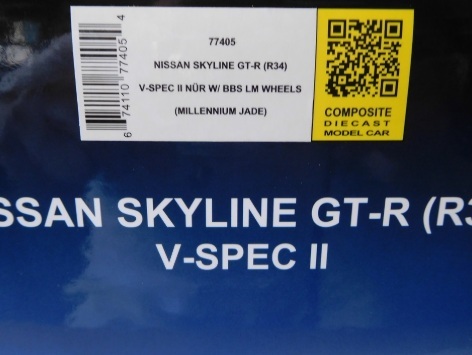 77405
NISSAN SKYLINE GT-R (R34)
V-SPEC II NÜR W/ BBS LM WHEELS
(MILLENNIUM JADE)
6 74110 77405 4
COMPOSITE
DIECAST
MODEL CAR
SSAN SKYLINE GT-R (R3
V-SPEC II